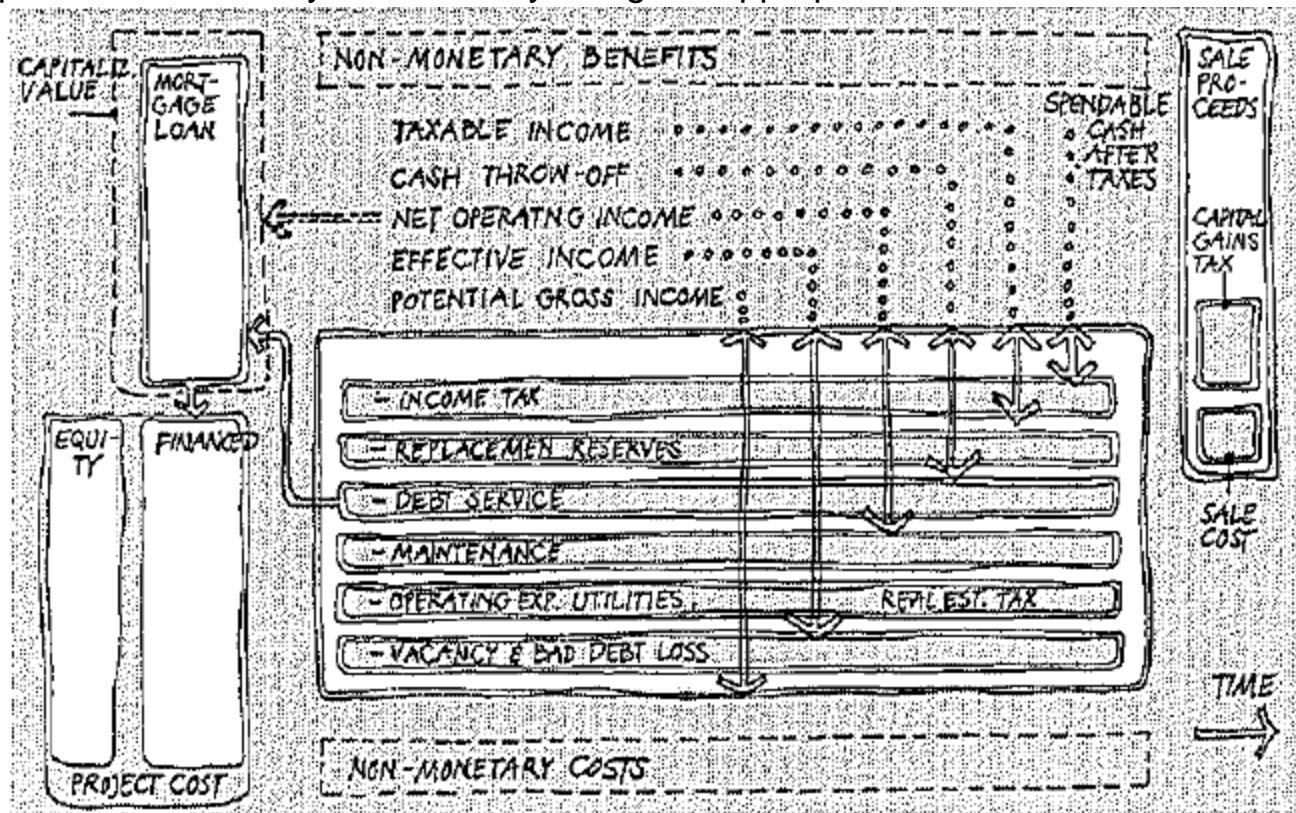 CAPITALIZ.
VALUE
MORT-
GAGE
LOAN
NON-MONETARY BENEFITS
TAXABLE INCOME
CASH THROW-OFF
NET OPERATNG INCOME
EFFECTIVE INCOME
POTENTIAL GROSS INCOME
SPENDABLE
CASH
AFTER
TAXES
SALE
PRO-
CEEDS
CAPITAL
GAINS
TAX
SALE
COST
- INCOME TAX
- REPLACEMEN RESERVES
- DEBT SERVICE
- MAINTENANCE
- OPERATING EXP. UTILITIES REAL EST. TAX
- VACANCY & BAD DEBT LOSS
EQUI-
TY
FINANCED
PROJECT COST
NON-MONETARY COSTS
TIME